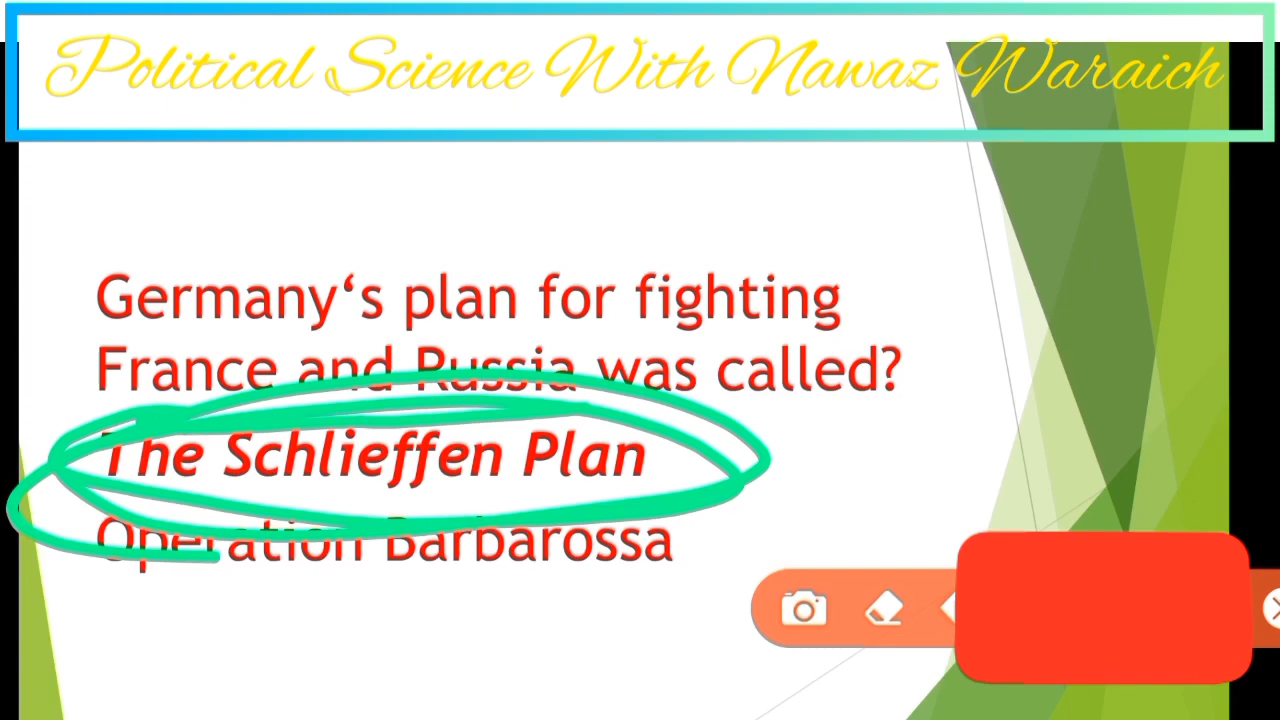 Political Science With Nawaz Waraich
Germany‘s plan for fighting
France and Russia was called?
The Schlieffen Plan
Operation Barbarossa